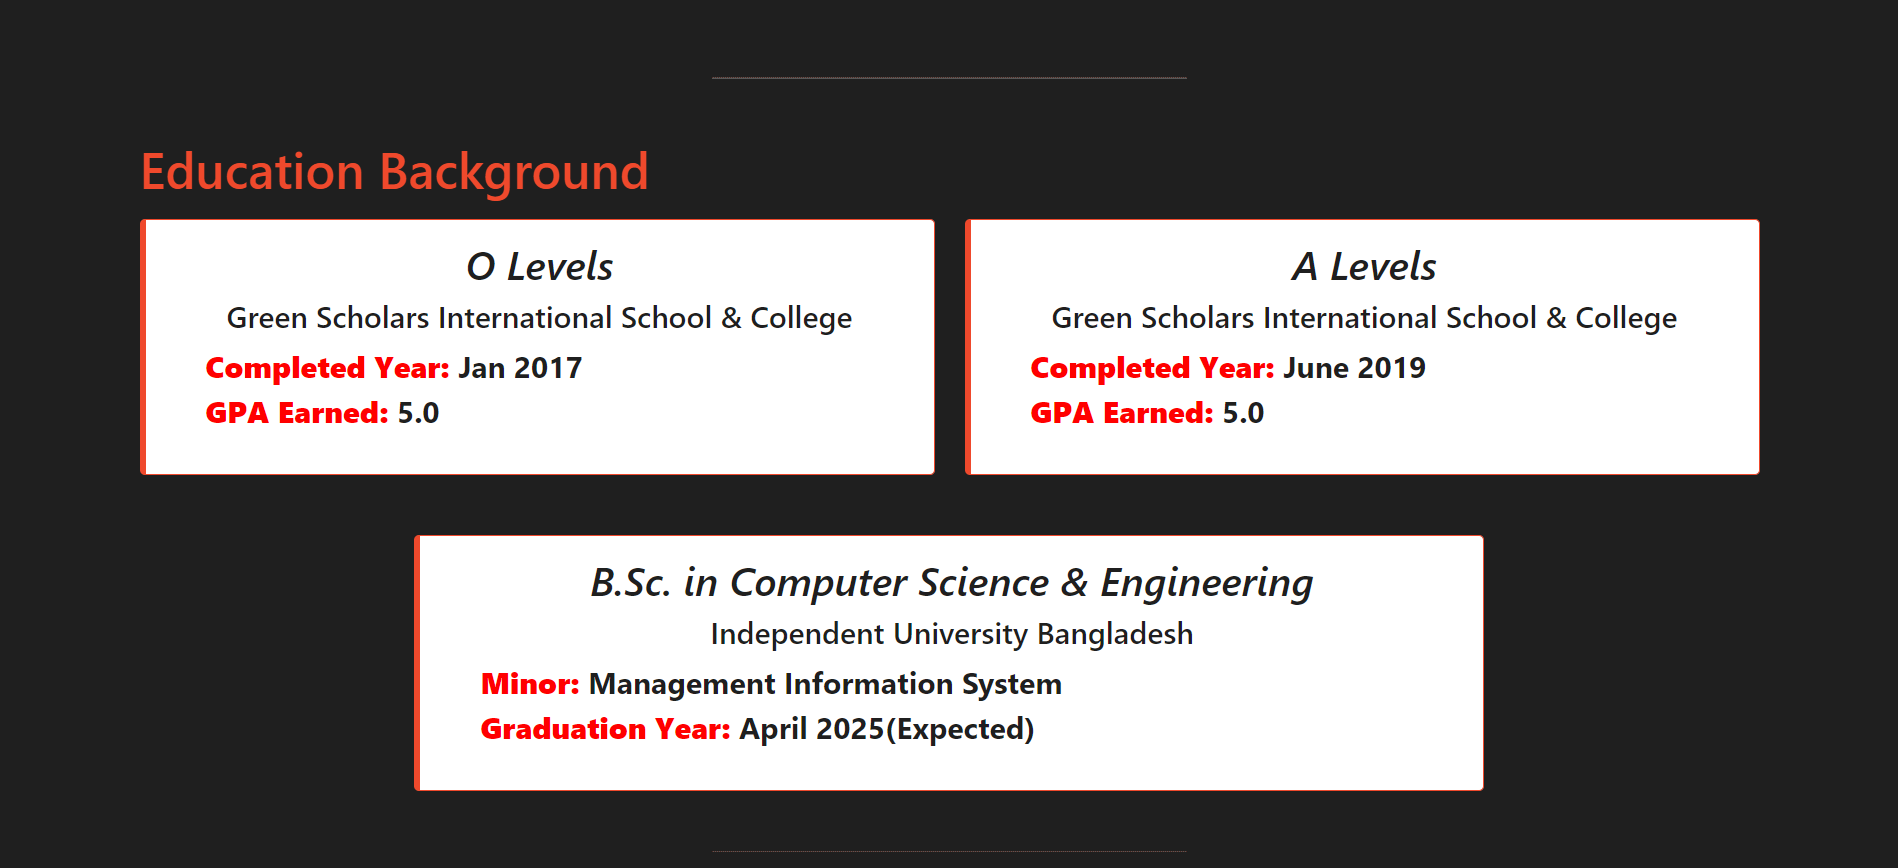 Education Background
O Levels
Green Scholars International School & College
Completed Year: Jan 2017
GPA Earned: 5.0
A Levels
Green Scholars International School & College
Completed Year: June 2019
GPA Earned: 5.0
B.Sc. in Computer Science & Engineering
Independent University Bangladesh
Minor: Management Information System
Graduation Year: April 2025(Expected)